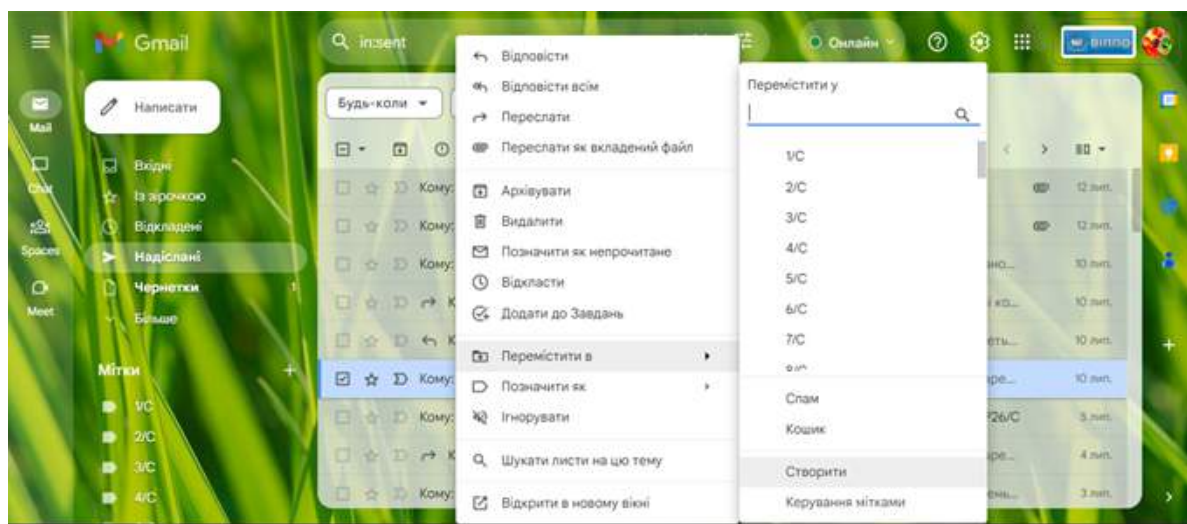 Gmail
in:sent
Онлайн
ВІППО
Mail
Chat
Spaces
Meet
Написати
Вхідні
Із зірочкою
Відкладені
Надіслані
Чернетки 1
Більше
Мітки
1/С
2/С
3/С
4/С
Будь-коли
Кому: 12 лип.
Кому: 12 лип.
Кому: 10 лип.
К 10 лип.
К 10 лип.
Кому: 10 лип.
Кому: 5 лип.
К 4 лип.
Кому: 3 лип.
Відповісти
Відповісти всім
Переслати
Переслати як вкладений файл
Архівувати
Видалити
Позначити як непрочитане
Відкласти
Додати до Завдань
Перемістити в
Позначити як
Ігнорувати
Шукати листи на цю тему
Відкрити в новому вікні
Перемістити у
1/С
2/С
3/С
4/С
5/С
6/С
7/С
Спам
Кошик
Створити
Керування мітками